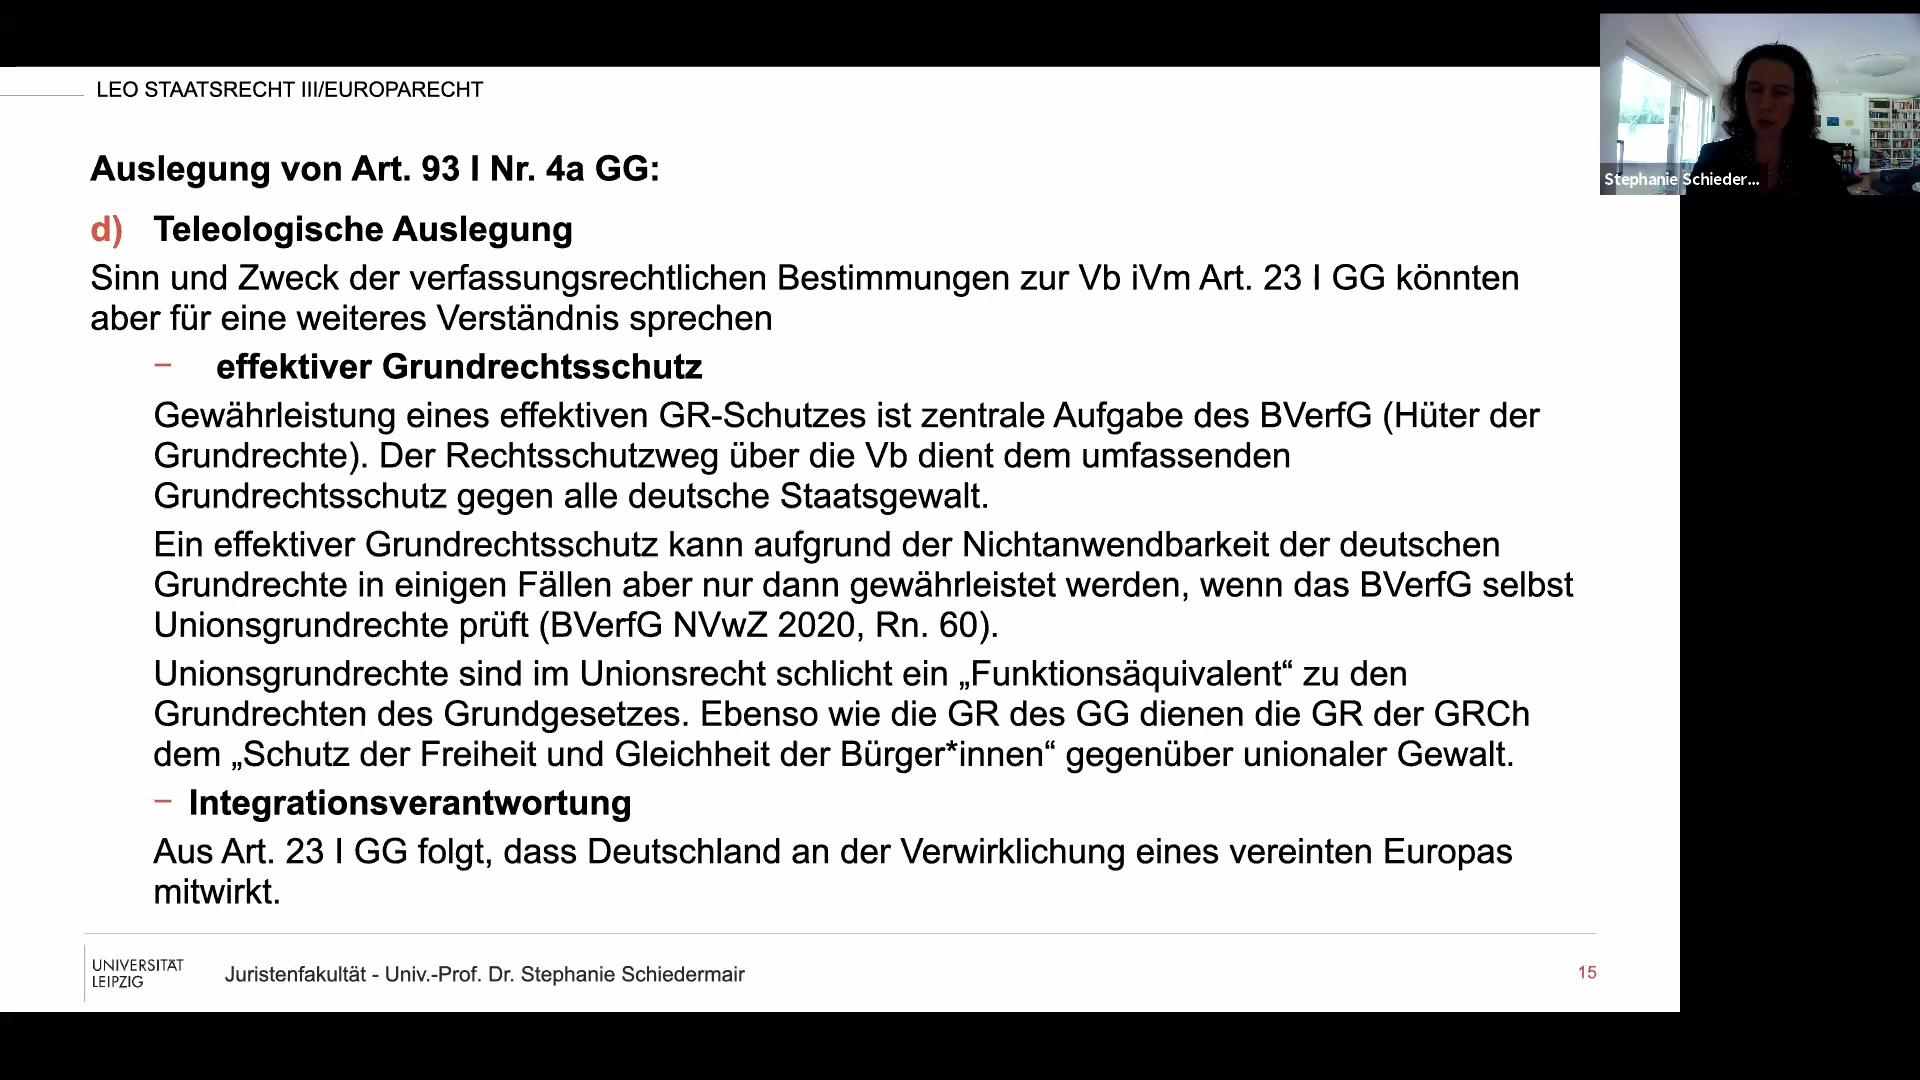 LEO STAATSRECHT III/EUROPARECHT
Stephanie Schieder...
Auslegung von Art. 93 I Nr. 4a GG:
d) Teleologische Auslegung
Sinn und Zweck der verfassungsrechtlichen Bestimmungen zur Vb iVm Art. 23 I GG könnten
aber für eine weiteres Verständnis sprechen
– effektiver Grundrechtsschutz
Gewährleistung eines effektiven GR-Schutzes ist zentrale Aufgabe des BVerfG (Hüter der
Grundrechte). Der Rechtsschutzweg über die Vb dient dem umfassenden
Grundrechtsschutz gegen alle deutsche Staatsgewalt.
Ein effektiver Grundrechtsschutz kann aufgrund der Nichtanwendbarkeit der deutschen
Grundrechte in einigen Fällen aber nur dann gewährleistet werden, wenn das BVerfG selbst
Unionsgrundrechte prüft (BVerfG NVwZ 2020, Rn. 60).
Unionsgrundrechte sind im Unionsrecht schlicht ein „Funktionsäquivalent“ zu den
Grundrechten des Grundgesetzes. Ebenso wie die GR des GG dienen die GR der GRCh
dem „Schutz der Freiheit und Gleichheit der Bürger*innen“ gegenüber unionaler Gewalt.
– Integrationsverantwortung
Aus Art. 23 I GG folgt, dass Deutschland an der Verwirklichung eines vereinten Europas
mitwirkt.
UNIVERSITÄT
LEIPZIG
Juristenfakultät - Univ.-Prof. Dr. Stephanie Schiedermair
15